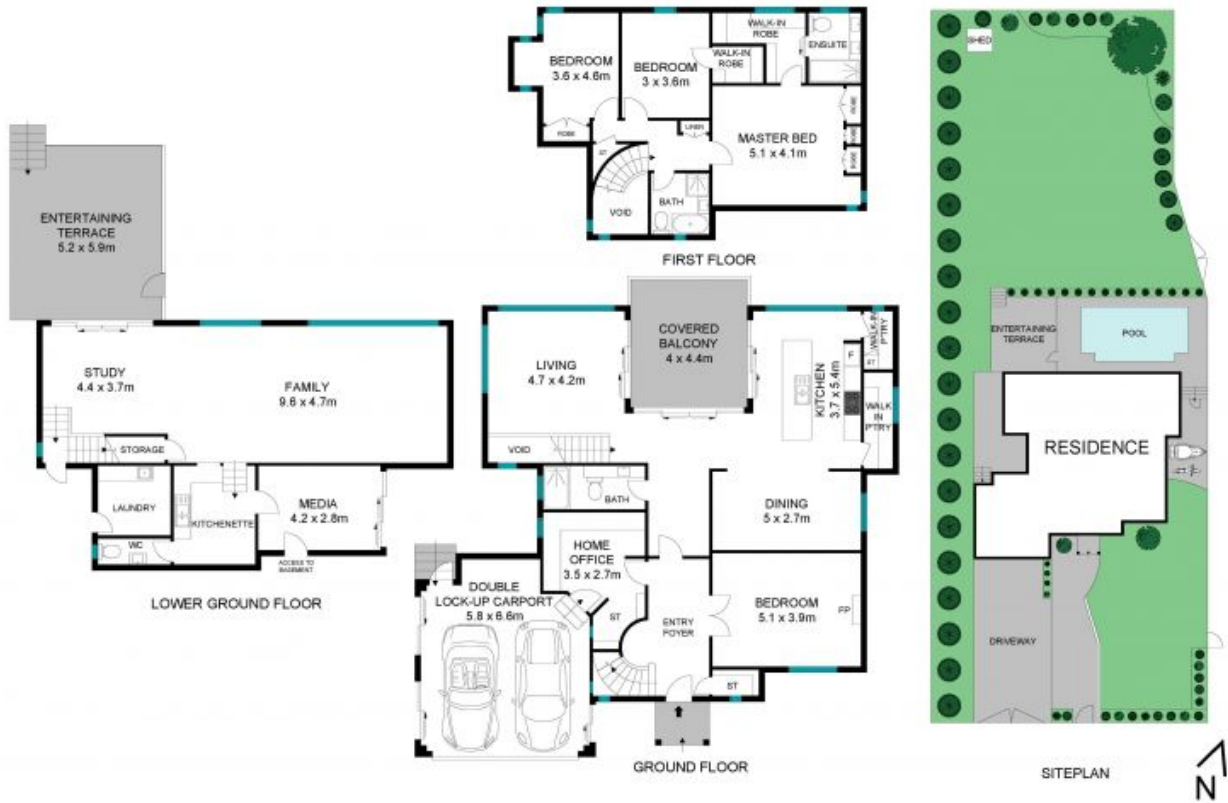 BEDROOM
3.6 x 4.6m
ROBE
BEDROOM
3 x 3.6m
WALK-IN
ROBE
WALK-IN
ROBE
ENSUITE
LINEN
ST
MASTER BED
5.1 x 4.1m
ROBE
ROBE
ROBE
VOID
BATH
FIRST FLOOR
ENTERTAINING
TERRACE
5.2 x 5.9m
STUDY
4.4 x 3.7m
FAMILY
9.6 x 4.7m
STORAGE
LAUNDRY
KITCHENETTE
MEDIA
4.2 x 2.8m
WC
ACCESS TO
BASEMENT
LOWER GROUND FLOOR
LIVING
4.7 x 4.2m
COVERED
BALCONY
4 x 4.4m
KITCHEN
3.7 x 5.4m
F
WALK-IN
P'TRY
ST
WALK
IN
P'TRY
VOID
BATH
DINING
5 x 2.7m
HOME
OFFICE
3.5 x 2.7m
DOUBLE
LOCK-UP CARPORT
5.8 x 6.6m
ST
ENTRY
FOYER
BEDROOM
5.1 x 3.9m
FP
ST
GROUND FLOOR
SHED
ENTERTAINING
TERRACE
POOL
RESIDENCE
DRIVEWAY
SITEPLAN
N